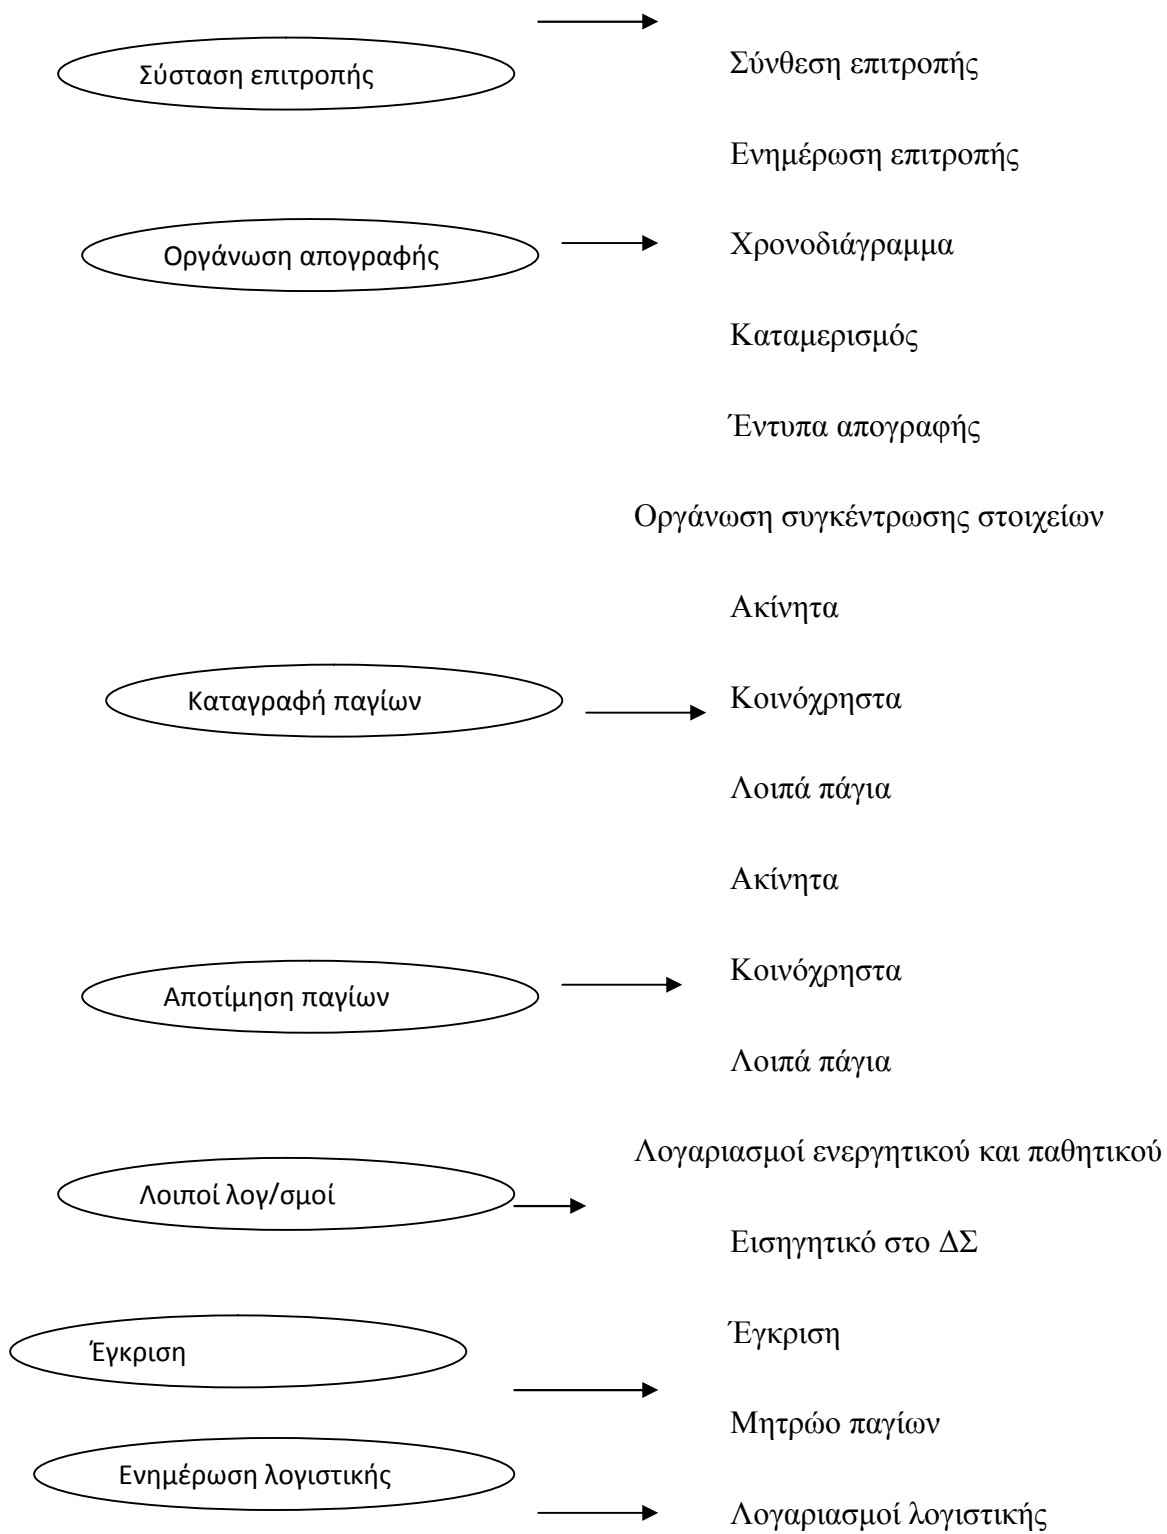 Σύσταση επιτροπής
Σύνθεση επιτροπής
Ενημέρωση επιτροπής
Οργάνωση απογραφής
Χρονοδιάγραμμα
Καταμερισμός
Έντυπα απογραφής
Οργάνωση συγκέντρωσης στοιχείων
Ακίνητα
Καταγραφή παγίων
Κοινόχρηστα
Λοιπά πάγια
Ακίνητα
Αποτίμηση παγίων
Κοινόχρηστα
Λοιπά πάγια
Λογαριασμοί ενεργητικού και παθητικού
Λοιποί λογ/σμοί
Εισηγητικό στο ΔΣ
Έγκριση
Έγκριση
Μητρώο παγίων
Ενημέρωση λογιστικής
Λογαριασμοί λογιστικής